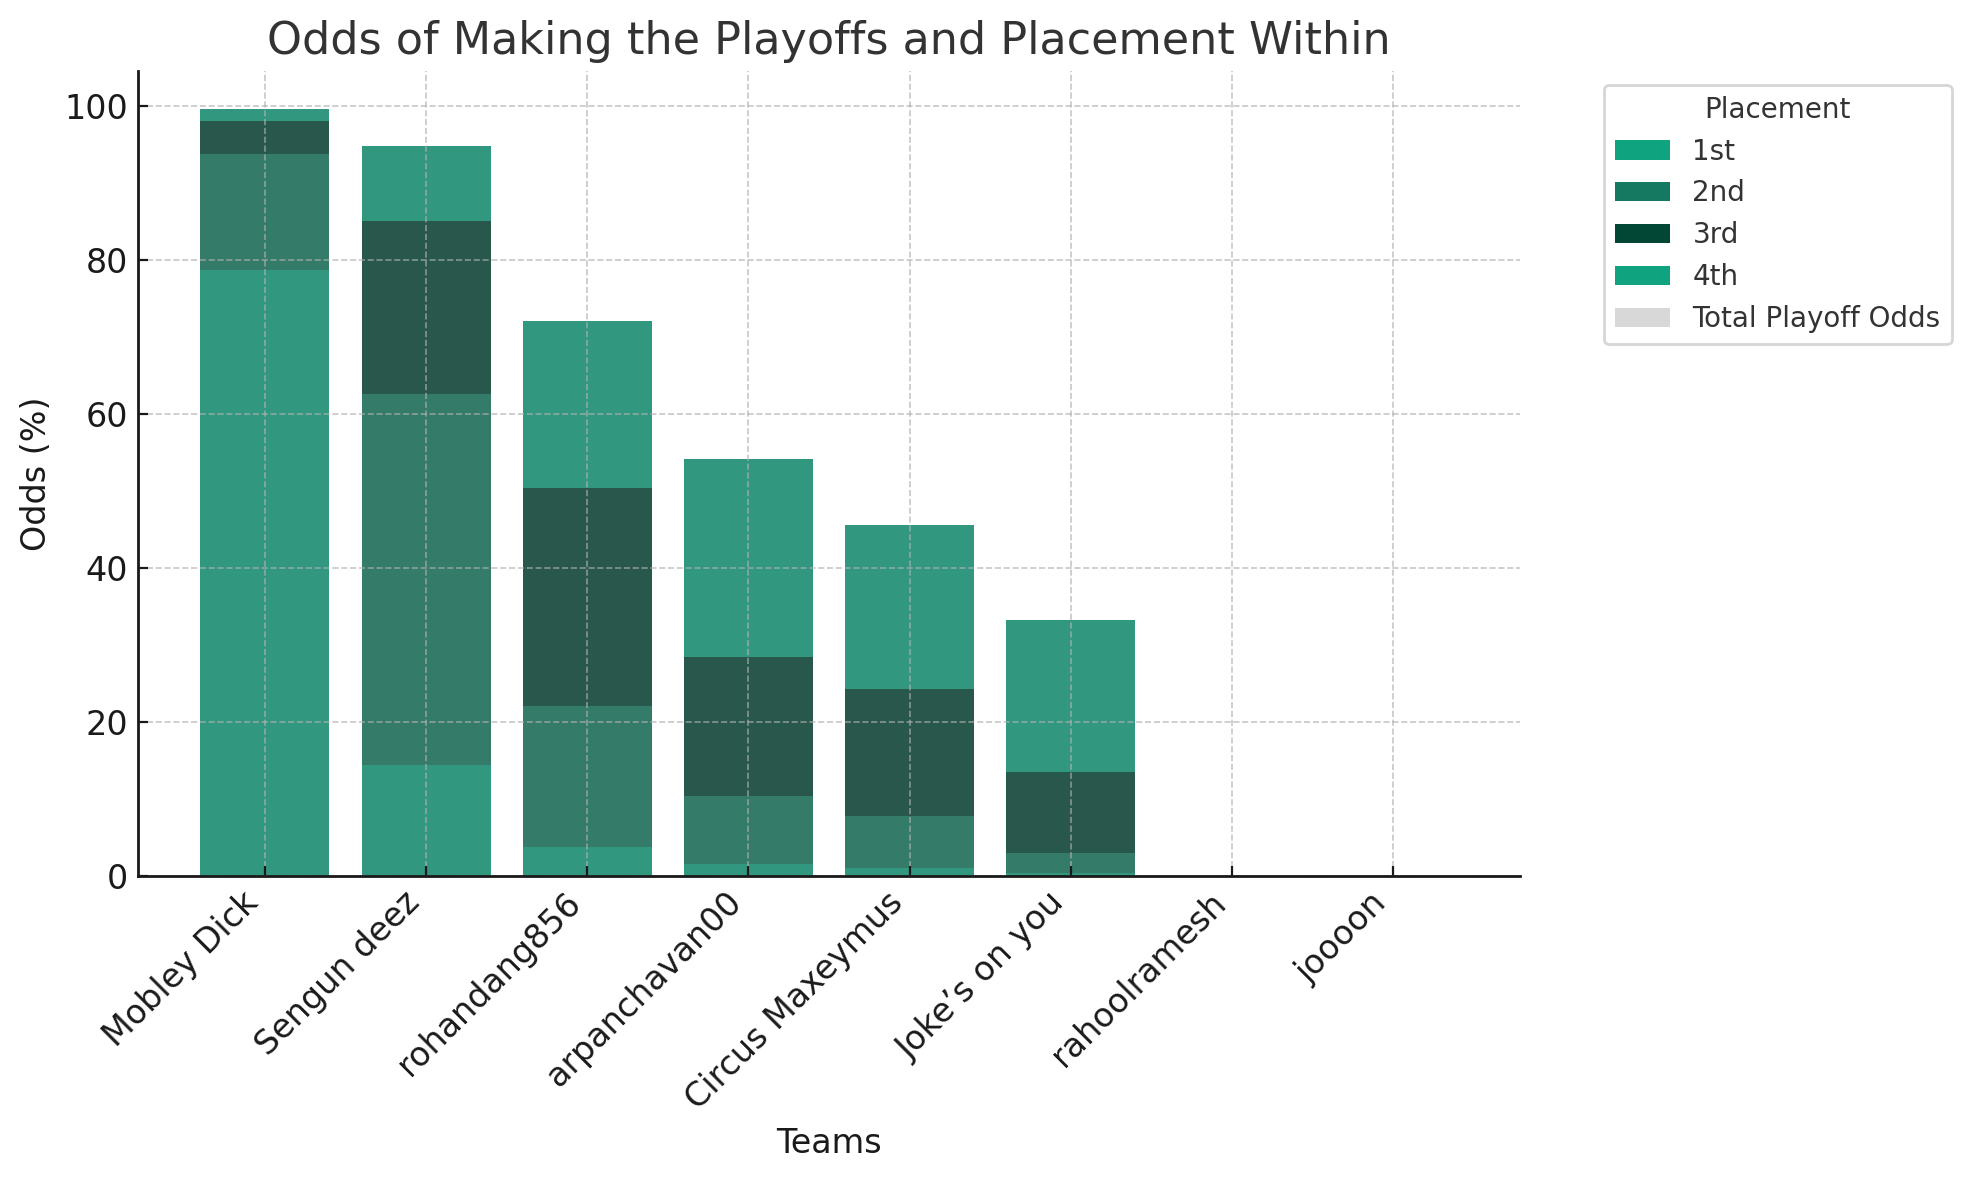 Odds of Making the Playoffs and Placement Within
Odds (%)
100
80
60
40
20
0
Mobley Dick
Sengun deez
rohandang856
arpanchavan00
Circus Maxeymus
Joke’s on you
rahoolramesh
joooon
Teams
Placement
1st
2nd
3rd
4th
Total Playoff Odds